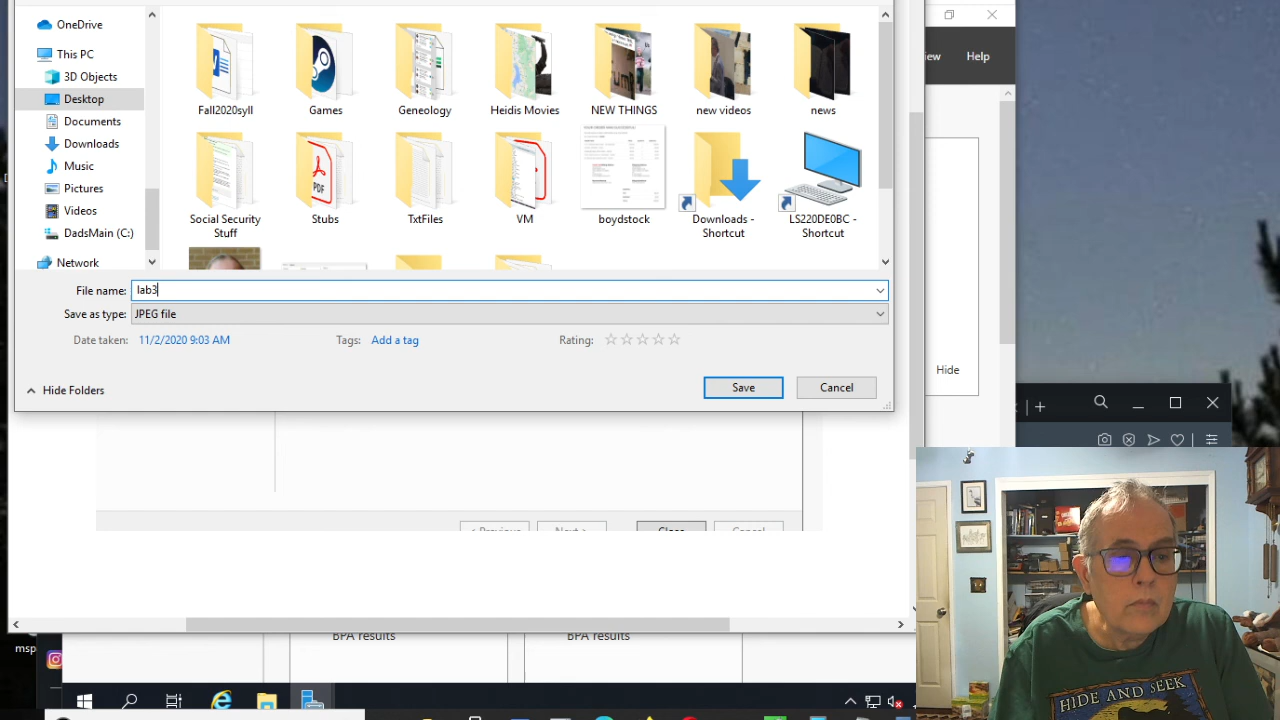 OneDrive
This PC
3D Objects
Desktop
Documents
Downloads
Music
Pictures
Videos
DadsMain (C:)
Network
Fall2020syll
Games
Geneology
Heidis Movies
NEW THINGS
new videos
news
Social Security
Stuff
Stubs
TxtFiles
VM
boydstock
Downloads -
Shortcut
LS220DE0BC -
Shortcut
PDF
File name: lab3
Save as type: JPEG file
Date taken: 11/2/2020 9:03 AM Tags: Add a tag Rating:
Hide Folders
Save
Cancel
Help
Hide
Close
BPA results
BPA results
HIDE AND SEEK